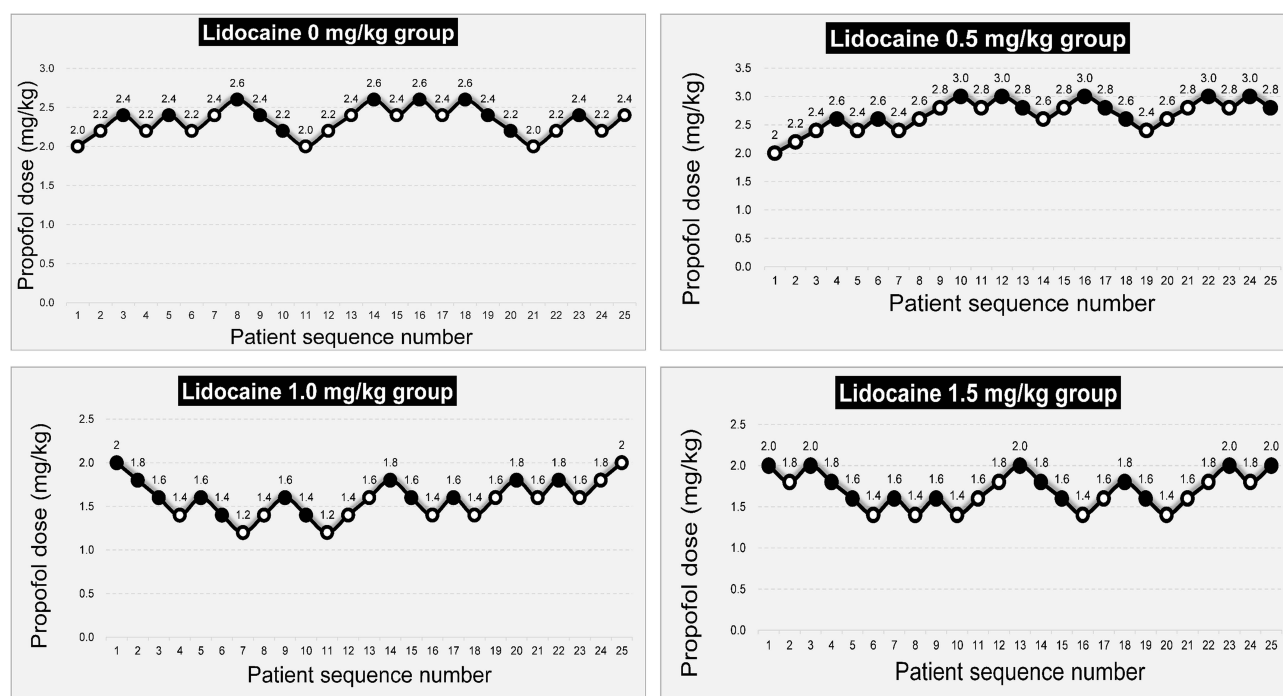 Lidocaine 0 mg/kg group
Propofol dose (mg/kg)
3.0
2.5
2.0
1.5
1.0
0.5
0.0
2.0 2.2 2.4 2.2 2.4 2.2 2.4 2.6 2.4 2.2 2.0 2.2 2.4 2.6 2.4 2.6 2.4 2.6 2.4 2.2 2.0 2.2 2.4 2.2 2.4
1 2 3 4 5 6 7 8 9 10 11 12 13 14 15 16 17 18 19 20 21 22 23 24 25
Patient sequence number
Lidocaine 0.5 mg/kg group
Propofol dose (mg/kg)
3.5
3.0
2.5
2.0
1.5
1.0
0.5
0.0
2 2.2 2.4 2.6 2.4 2.6 2.4 2.6 2.8 3.0 2.8 3.0 2.8 2.6 2.8 3.0 2.8 2.6 2.4 2.6 2.8 3.0 2.8 3.0 2.8
1 2 3 4 5 6 7 8 9 10 11 12 13 14 15 16 17 18 19 20 21 22 23 24 25
Patient sequence number
Lidocaine 1.0 mg/kg group
Propofol dose (mg/kg)
2.5
2.0
1.5
1.0
0.5
0.0
2 1.8 1.6 1.4 1.6 1.4 1.2 1.4 1.6 1.4 1.2 1.4 1.6 1.8 1.6 1.4 1.6 1.4 1.6 1.8 1.6 1.8 1.6 1.8 2
1 2 3 4 5 6 7 8 9 10 11 12 13 14 15 16 17 18 19 20 21 22 23 24 25
Patient sequence number
Lidocaine 1.5 mg/kg group
Propofol dose (mg/kg)
2.5
2.0
1.5
1.0
0.5
0.0
2.0 1.8 2.0 1.8 1.6 1.4 1.6 1.4 1.6 1.4 1.6 1.8 2.0 1.8 1.6 1.4 1.6 1.8 1.6 1.4 1.6 1.8 2.0 1.8 2.0
1 2 3 4 5 6 7 8 9 10 11 12 13 14 15 16 17 18 19 20 21 22 23 24 25
Patient sequence number